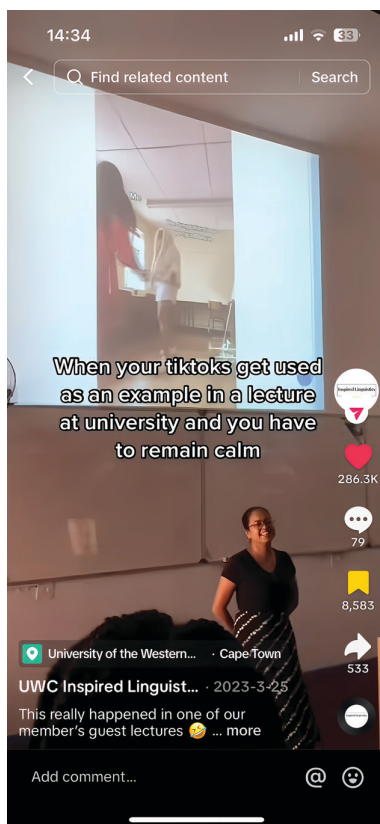 14:34
33
Find related content
Search
Me
When your tiktoks get used
as an example in a lecture
at university and you have
to remain calm
Inspired Linguistics
286.3K
79
8,583
533
University of the Western... · Cape Town
UWC Inspired Linguist... · 2023-3-25
This really happened in one of our
member's guest lectures 🤣 ... more
Add comment...
@